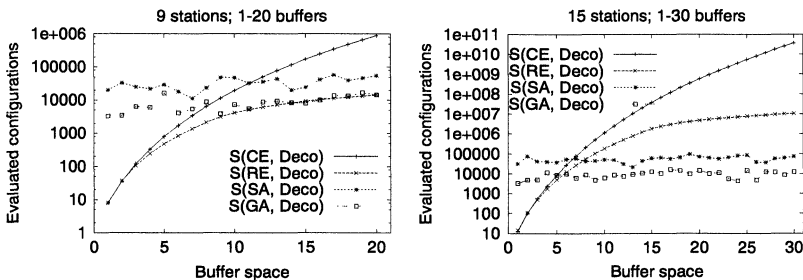 9 stations; 1-20 buffers
1e+006
100000
10000
1000
100
10
1
Evaluated configurations
S(CE, Deco)
S(RE, Deco)
S(SA, Deco)
S(GA, Deco)
0 5 10 15 20
Buffer space
15 stations; 1-30 buffers
1e+011
1e+010
1e+009
1e+008
1e+007
1e+006
100000
10000
1000
100
10
Evaluated configurations
S(CE, Deco)
S(RE, Deco)
S(SA, Deco)
S(GA, Deco)
0 5 10 15 20 25 30
Buffer space